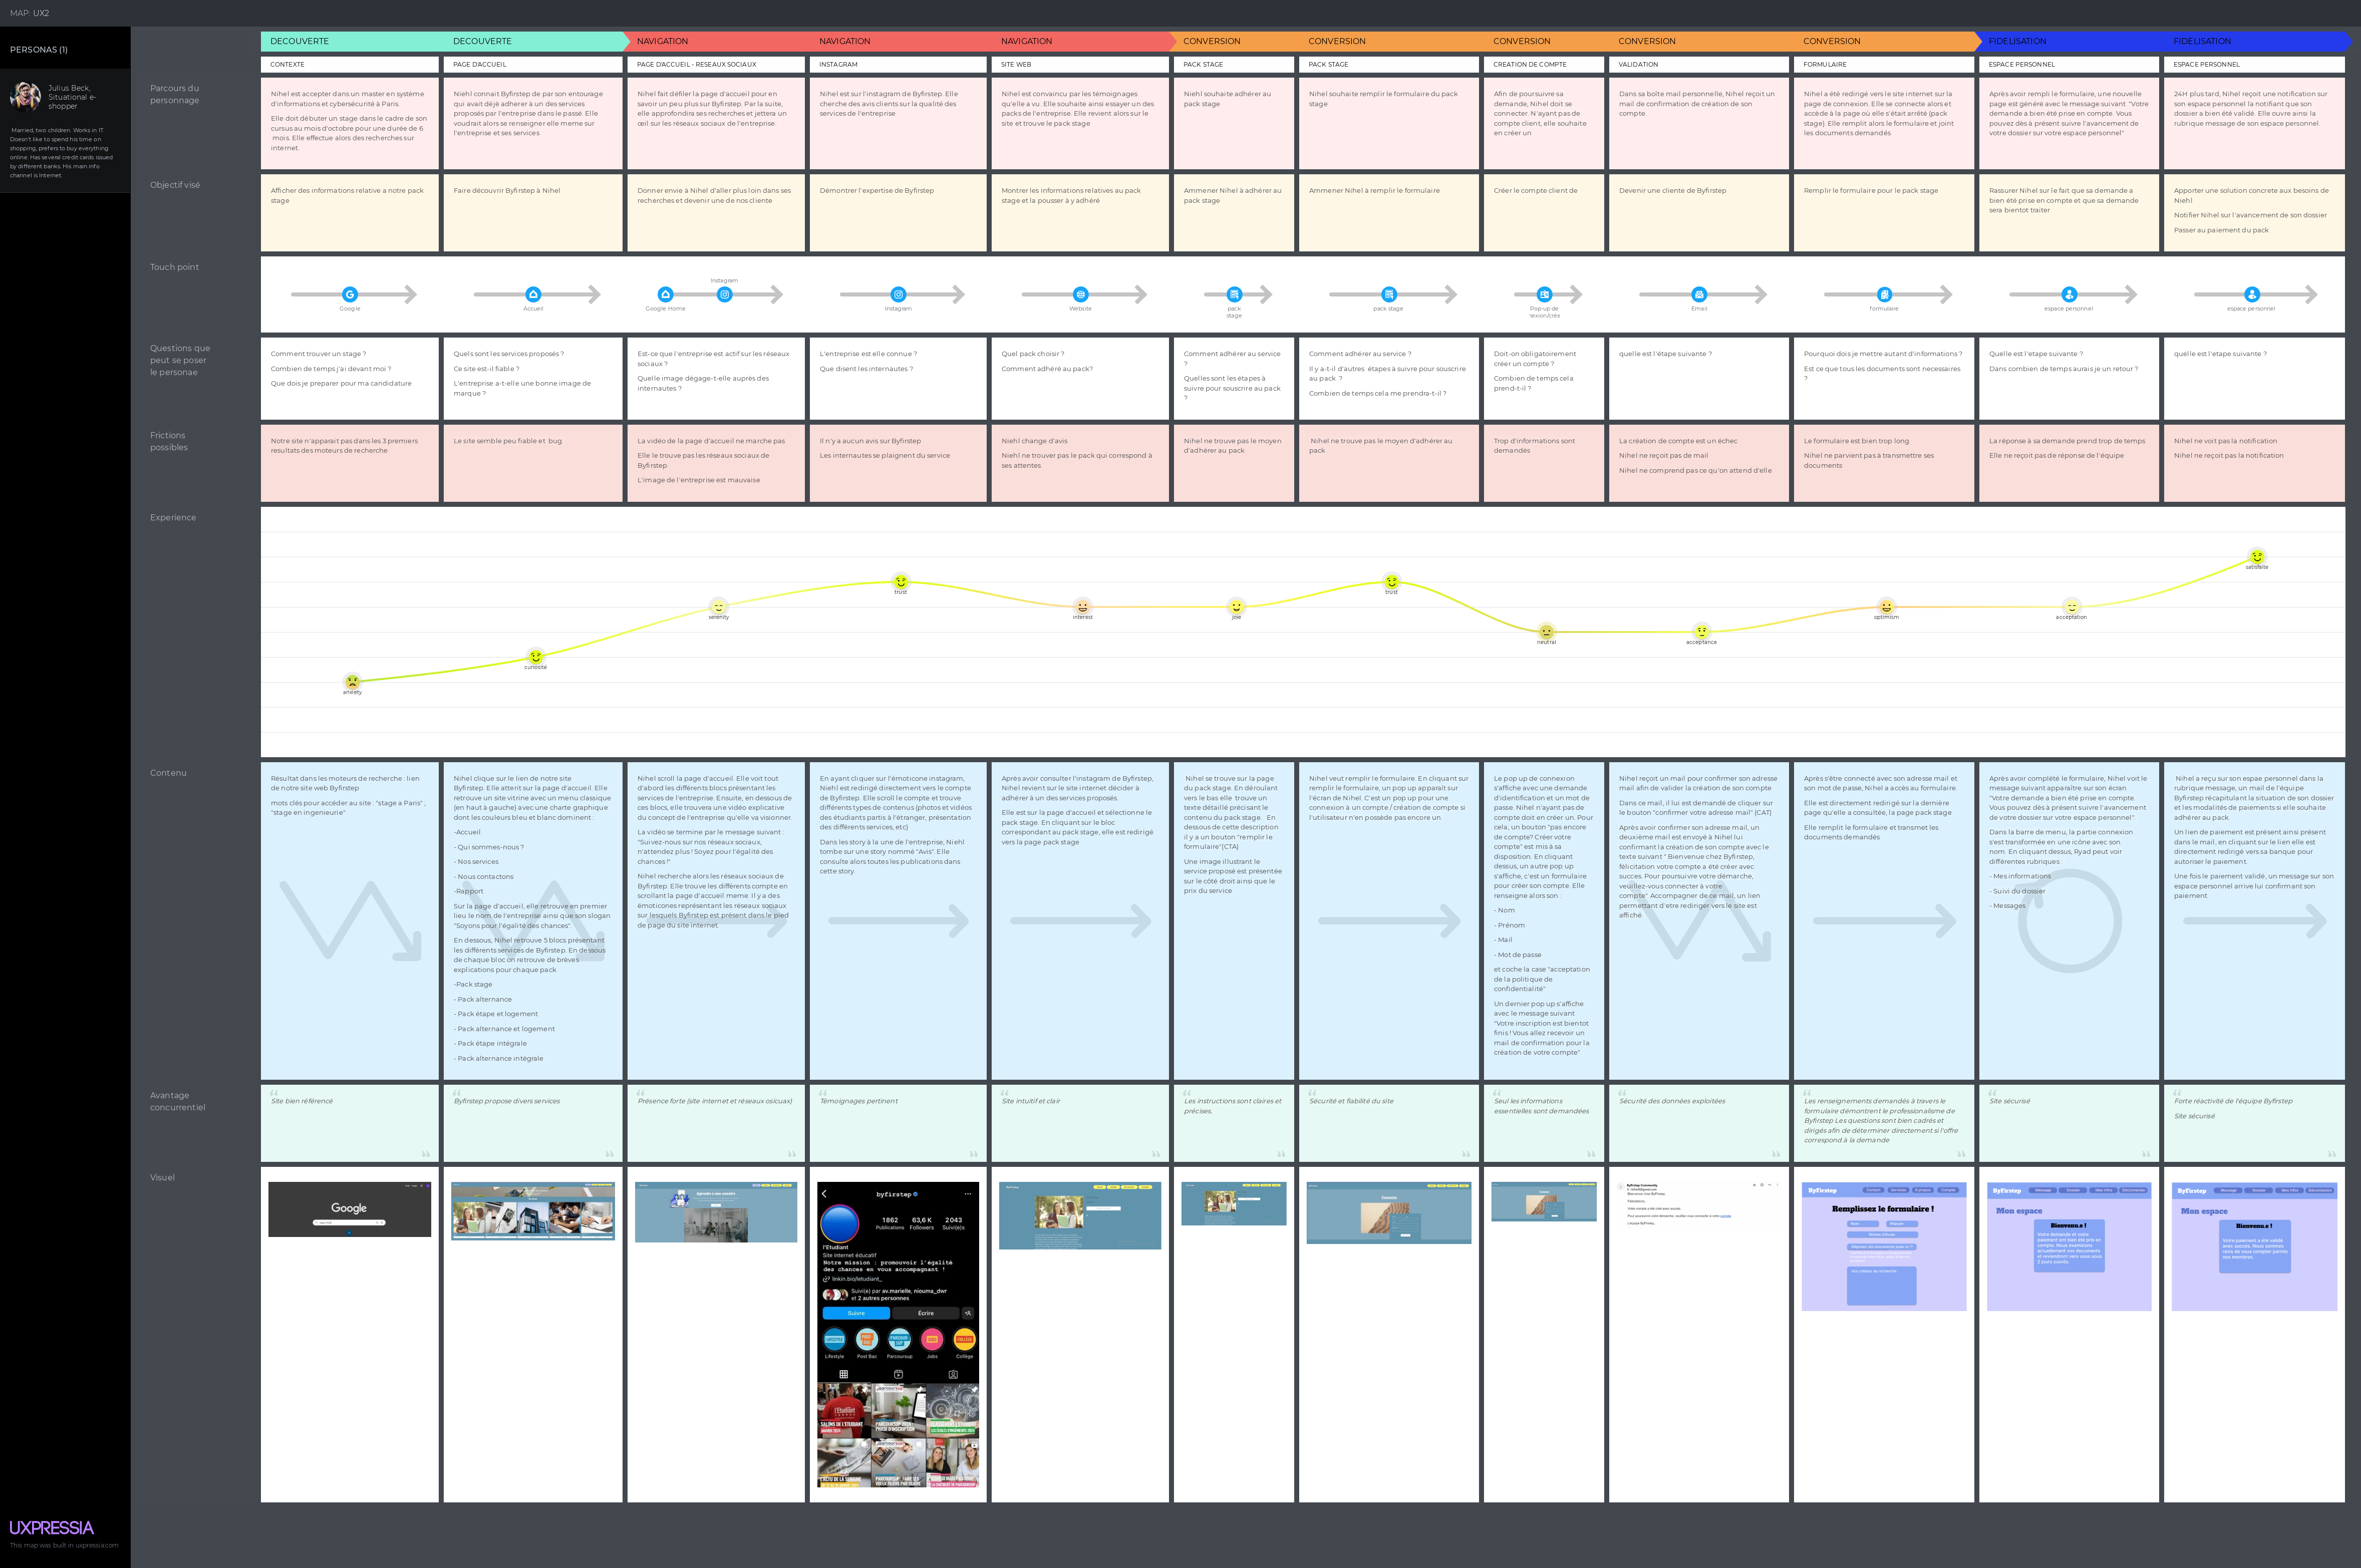 MAP: UX2
PERSONAS (1)
Julius Beck,
Situational e-
shopper
Married, two children. Works in IT.
Doesn't like to spend his time on
shopping, prefers to buy everything
online. Has several credit cards issued
by different banks. His main info
channel is Internet.
DECOUVERTE
DECOUVERTE
NAVIGATION
NAVIGATION
NAVIGATION
CONVERSION
CONVERSION
CONVERSION
CONVERSION
CONVERSION
FIDELISATION
FIDELISATION
CONTEXTE
PAGE D'ACCUEIL
PAGE D'ACCUEIL - RESEAUX SOCIAUX
INSTAGRAM
SITE WEB
PACK STAGE
PACK STAGE
CREATION DE COMPTE
VALIDATION
FORMULAIRE
ESPACE PERSONNEL
ESPACE PERSONNEL
Parcours du
personnage
Nihel est accepter dans un master en système
d'informations et cybersécurité à Paris.
Elle doit débuter un stage dans le cadre de son
cursus au mois d'octobre pour une durée de 6
mois. Elle effectue alors des recherches sur
internet.
Niehl connait Byfirstep de par son entourage
qui avait déjà adherer à un des services
proposés par l'entreprise dans le passé. Elle
voudrait alors se renseigner elle meme sur
l'entreprise et ses services
Nihel fait défiler la page d'accueil pour en
savoir un peu plus sur Byfirstep. Par la suite,
elle approfondira ses recherches et jettera un
œil sur les réseaux sociaux de l'entreprise.
Nihel est sur l'instagram de Byfirstep. Elle
cherche des avis clients sur la qualité des
services de l'entreprise
Nihel est convaincu par les témoignages
qu'elle a vu. Elle souhaite ainsi essayer un des
packs de l'entreprise. Elle revient alors sur le
site et trouve le pack stage
Niehl souhaite adhérer au
pack stage
Nihel souhaite remplir le formulaire du pack
stage
Afin de poursuivre sa
demande, Nihel doit se
connecter. N'ayant pas de
compte client, elle souhaite
en créer un
Dans sa boîte mail personnelle, Nihel reçoit un
mail de confirmation de création de son
compte
Nihel a été redirigé vers le site internet sur la
page de connexion. Elle se connecte alors et
accède à la page où elle s'était arrêté (pack
stage). Elle remplit alors le formulaire et joint
les documents demandés
Après avoir rempli le formulaire, une nouvelle
page est généré avec le message suivant "Votre
demande a bien été prise en compte. Vous
pouvez dès à présent suivre l'avancement de
votre dossier sur votre espace personnel"
24H plus tard, Nihel reçoit une notification sur
son espace personnel la notifiant que son
dossier a bien été validé. Elle ouvre ainsi la
rubrique message de son espace personnel.
Objectif visé
Afficher des informations relative a notre pack
stage
Faire découvrir Byfirstep à Nihel
Donner envie à Nihel d'aller plus loin dans ses
recherches et devenir une de nos cliente
Démontrer l'expertise de Byfirstep
Montrer les informations relatives au pack
stage et la pousser à y adhéré
Ammener Nihel à adhérer au
pack stage
Ammener Nihel à remplir le formulaire
Créer le compte client de
Devenir une cliente de Byfirstep
Remplir le formulaire pour le pack stage
Rassurer Nihel sur le fait que sa demande a
bien été prise en compte et que sa demande
sera bientot traiter
Apporter une solution concrete aux besoins de
Niehl
Notifier Nihel sur l'avancement de son dossier
Passer au paiement du pack
Touch point
Google
Accueil
Instagram
Google Home
Instagram
Website
pack
stage
pack stage
Pop-up de
nexion/créa
Email
formulaire
espace personnel
espace personnel
Questions que
peut se poser
le personae
Comment trouver un stage ?
Combien de temps j'ai devant moi ?
Que dois je preparer pour ma candidature
Quels sont les services proposés ?
Ce site est-il fiable ?
L'entreprise a-t-elle une bonne image de
marque ?
Est-ce que l'entreprise est actif sur les réseaux
sociaux ?
Quelle image dégage-t-elle auprès des
internautes ?
L'entreprise est elle connue ?
Que disent les internautes ?
Quel pack choisir ?
Comment adhéré au pack?
Comment adhérer au service
?
Quelles sont les étapes à
suivre pour souscrire au pack
?
Comment adhérer au service ?
Il y a-t-il d'autres étapes à suivre pour souscrire
au pack ?
Combien de temps cela me prendra-t-il ?
Doit-on obligatoirement
créer un compte ?
Combien de temps cela
prend-t-il ?
quelle est l'étape suivante ?
Pourquoi dois je mettre autant d'informations ?
Est ce que tous les documents sont necessaires
?
Quelle est l'etape suivante ?
Dans combien de temps aurais je un retour ?
quelle est l'etape suivante ?
Frictions
possibles
Notre site n'apparait pas dans les 3 premiers
resultats des moteurs de recherche
Le site semble peu fiable et bug
La vidéo de la page d'accueil ne marche pas
Elle le trouve pas les réseaux sociaux de
Byfirstep
L'image de l'entreprise est mauvaise
Il n'y a aucun avis sur Byfirstep
Les internautes se plaignent du service
Niehl change d'avis
Niehl ne trouver pas le pack qui correspond à
ses attentes
Nihel ne trouve pas le moyen
d'adhérer au pack
Nihel ne trouve pas le moyen d'adhérer au
pack
Trop d'informations sont
demandés
La création de compte est un échec
Nihel ne reçoit pas de mail
Nihel ne comprend pas ce qu'on attend d'elle
Le formulaire est bien trop long
Nihel ne parvient pas à transmettre ses
documents
La réponse à sa demande prend trop de temps
Elle ne reçoit pas de réponse de l'équipe
Nihel ne voit pas la notification
Nihel ne reçoit pas la notification
Experience
anxiety
curiosité
serenity
trust
interest
joie
trust
neutral
acceptance
optimism
acceptation
satisfaite
Contenu
Résultat dans les moteurs de recherche : lien
de notre site web Byfirstep
mots clés pour accéder au site : "stage a Paris" ;
"stage en ingenieurie"
Nihel clique sur le lien de notre site
Byfirstep. Elle atterit sur la page d'accueil. Elle
retrouve un site vitrine avec un menu classique
(en haut à gauche) avec une charte graphique
dont les couleurs bleu et blanc dominent :
-Accueil
- Qui sommes-nous ?
- Nos services
- Nous contactons
-Rapport
Sur la page d'accueil, elle retrouve en premier
lieu le nom de l'entreprise ainsi que son slogan
"Soyons pour l'égalité des chances".
En dessous, Nihel retrouve 5 blocs présentant
les différents services de Byfirstep. En dessous
de chaque bloc on retrouve de brèves
explications pour chaque pack
-Pack stage
- Pack alternance
- Pack étape et logement
- Pack alternance et logement
- Pack étape intégrale
- Pack alternance intégrale
Nihel scroll la page d'accueil. Elle voit tout
d'abord les différents blocs présentant les
services de l'entreprise. Ensuite, en dessous de
ces blocs, elle trouvera une vidéo explicative
du concept de l'entreprise qu'elle va visionner.
La vidéo se termine par le message suivant :
"Suivez-nous sur nos réseaux sociaux,
n'attendez plus ! Soyez pour l'égalité des
chances !"
Nihel recherche alors les réseaux sociaux de
Byfirstep. Elle trouve les différents compte en
scrollant la page d'accueil meme. Il y a des
émoticones représentant les réseaux sociaux
sur lesquels Byfirstep est présent dans le pied
de page du site internet.
En ayant cliquer sur l'émoticone instagram,
Niehl est redirigé directement vers le compte
de Byfirstep. Elle scroll le compte et trouve
différents types de contenus (photos et vidéos
des étudiants partis à l'étranger, présentation
des différents services, etc)
Dans les story à la une de l'entreprise, Niehl
tombe sur une story nommé "Avis". Elle
consulte alors toutes les publications dans
cette story.
Après avoir consulter l'instagram de Byfirstep,
Nihel revient sur le site internet décider à
adhérer à un des services proposés.
Elle est sur la page d'accueil et sélectionne le
pack stage. En cliquant sur le bloc
correspondant au pack stage, elle est redirigé
vers la page pack stage
Nihel se trouve sur la page
du pack stage. En déroulant
vers le bas elle trouve un
texte détaillé précisant le
contenu du pack stage. En
dessous de cette description
il y a un bouton "remplir le
formulaire"(CTA)
Une image illustrant le
service proposé est présentée
sur le côté droit ainsi que le
prix du service
Nihel veut remplir le formulaire. En cliquant sur
remplir le formulaire, un pop up apparaît sur
l'écran de Nihel. C'est un pop up pour une
connexion à un compte / création de compte si
l'utilisateur n'en possède pas encore un.
Le pop up de connexion
s'affiche avec une demande
d'identification et un mot de
passe. Nihel n'ayant pas de
compte doit en créer un. Pour
cela, un bouton "pas encore
de compte? Créer votre
compte" est mis à sa
disposition. En cliquant
dessus, un autre pop up
s'affiche, c'est un formulaire
pour créer son compte. Elle
renseigne alors son :
- Nom
- Prénom
- Mail
- Mot de passe
et coche la case "acceptation
de la politique de
confidentialité"
Un dernier pop up s'affiche
avec le message suivant
"Votre inscription est bientot
finis ! Vous allez recevoir un
mail de confirmation pour la
création de votre compte"
Nihel reçoit un mail pour confirmer son adresse
mail afin de valider la création de son compte
Dans ce mail, il lui est demandé de cliquer sur
le bouton "confirmer votre adresse mail" (CAT)
Après avoir confirmer son adresse mail, un
deuxième mail est envoyé à Nihel lui
confirmant la création de son compte avec le
texte suivant " Bienvenue chez Byfirstep,
félicitation votre compte a été créer avec
succes. Pour poursuivre votre démarche,
veuillez-vous connecter à votre
compte". Accompagner de ce mail, un lien
permettant d'etre rediriger vers le site est
affiché
Après s'être connecté avec son adresse mail et
son mot de passe, Nihel a accès au formulaire.
Elle est directement redirigé sur la dernière
page qu'elle a consultée, la page pack stage
Elle remplit le formulaire et transmet les
documents demandés
Après avoir complété le formulaire, Nihel voit le
message suivant apparaître sur son écran
"Votre demande a bien été prise en compte.
Vous pouvez dès à présent suivre l'avancement
de votre dossier sur votre espace personnel".
Dans la barre de menu, la partie connexion
s'est transformée en une icône avec son
nom. En cliquant dessus, Ryad peut voir
différentes rubriques :
- Mes informations
- Suivi du dossier
- Messages
Nihel a reçu sur son espae personnel dans la
rubrique message, un mail de l'équipe
Byfirstep récapitulant la situation de son dossier
et les modalités de paiements si elle souhaite
adhérer au pack.
Un lien de paiement est présent ainsi présent
dans le mail, en cliquant sur le lien elle est
directement redirigé vers sa banque pour
autoriser le paiement.
Une fois le paiement validé, un message sur son
espace personnel arrive lui confirmant son
paiement
Avantage
concurrentiel
Site bien référencé
Byfirstep propose divers services
Présence forte (site internet et réseaux osicuax)
Témoignages pertinent
Site intuitif et clair
Les instructions sont claires et
précises.
Sécurité et fiabilité du site
Seul les informations
essentielles sont demandées
Sécurité des données exploitées
Les renseignements demandés à travers le
formulaire démontrent le professionalisme de
Byfirstep Les questions sont bien cadrés et
dirigés afin de déterminer directement si l'offre
correspond à la demande
Site sécurisé
Forte réactivité de l'équipe Byfirstep
Site sécurisé
Visuel
Google
byfirstep
1862
63,6 K
2 043
Publications
Followers
Suivi(e)s
l'Etudiant
Site internet éducatif
Notre mission : promouvoir l'égalité
des chances en vous accompagnant !
linkin.bio/letudiant_
Suivi(e) par av.marielle, niouma_dwr
et 2 autres personnes
Suivre
Écrire
Lifestyle
Post Bac
Parcoursup
Jobs
Collège
ByFirstep
Remplissez le formulaire !
ByFirstep
Mon espace
Bienvenu.e !
Votre demande et votre
paiement ont bien été pris en
compte. Nous examinons
actuellement vos documents
et reviendront vers vous sous
2 jours ouvrés.
ByFirstep
Mon espace
Bienvenu.e !
Votre paiement a été validé
avec succès. Nous sommes
ravis de vous compter parmis
nos membres.
UXPRESSIA
This map was built in uxpressia.com